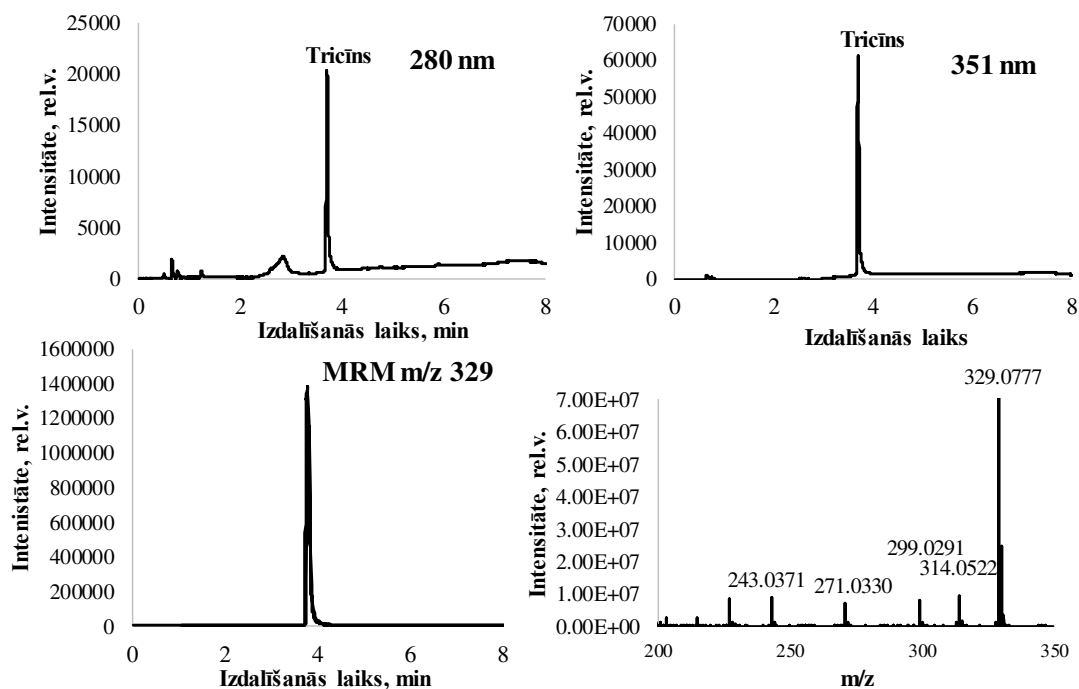 25000
20000
15000
10000
5000
0
Intensitāte, rel.v.
Tricīns
280 nm
0 2 4 6 8
Izdalīšanās laiks, min
70000
60000
50000
40000
30000
20000
10000
0
Intensitāte, rel.v.
Tricīns
351 nm
0 2 4 6 8
Izdalīšanās laiks
1600000
1400000
1200000
1000000
800000
600000
400000
200000
0
Intenistāte, rel.v.
MRM m/z 329
0 2 4 6 8
Izdalīšanās laiks, min
329.0777
7.00E+07
6.00E+07
5.00E+07
4.00E+07
3.00E+07
2.00E+07
1.00E+07
0.00E+00
Intensitāte, rel.v.
299.0291
314.0522
243.0371
271.0330
200 250 300 350
m/z